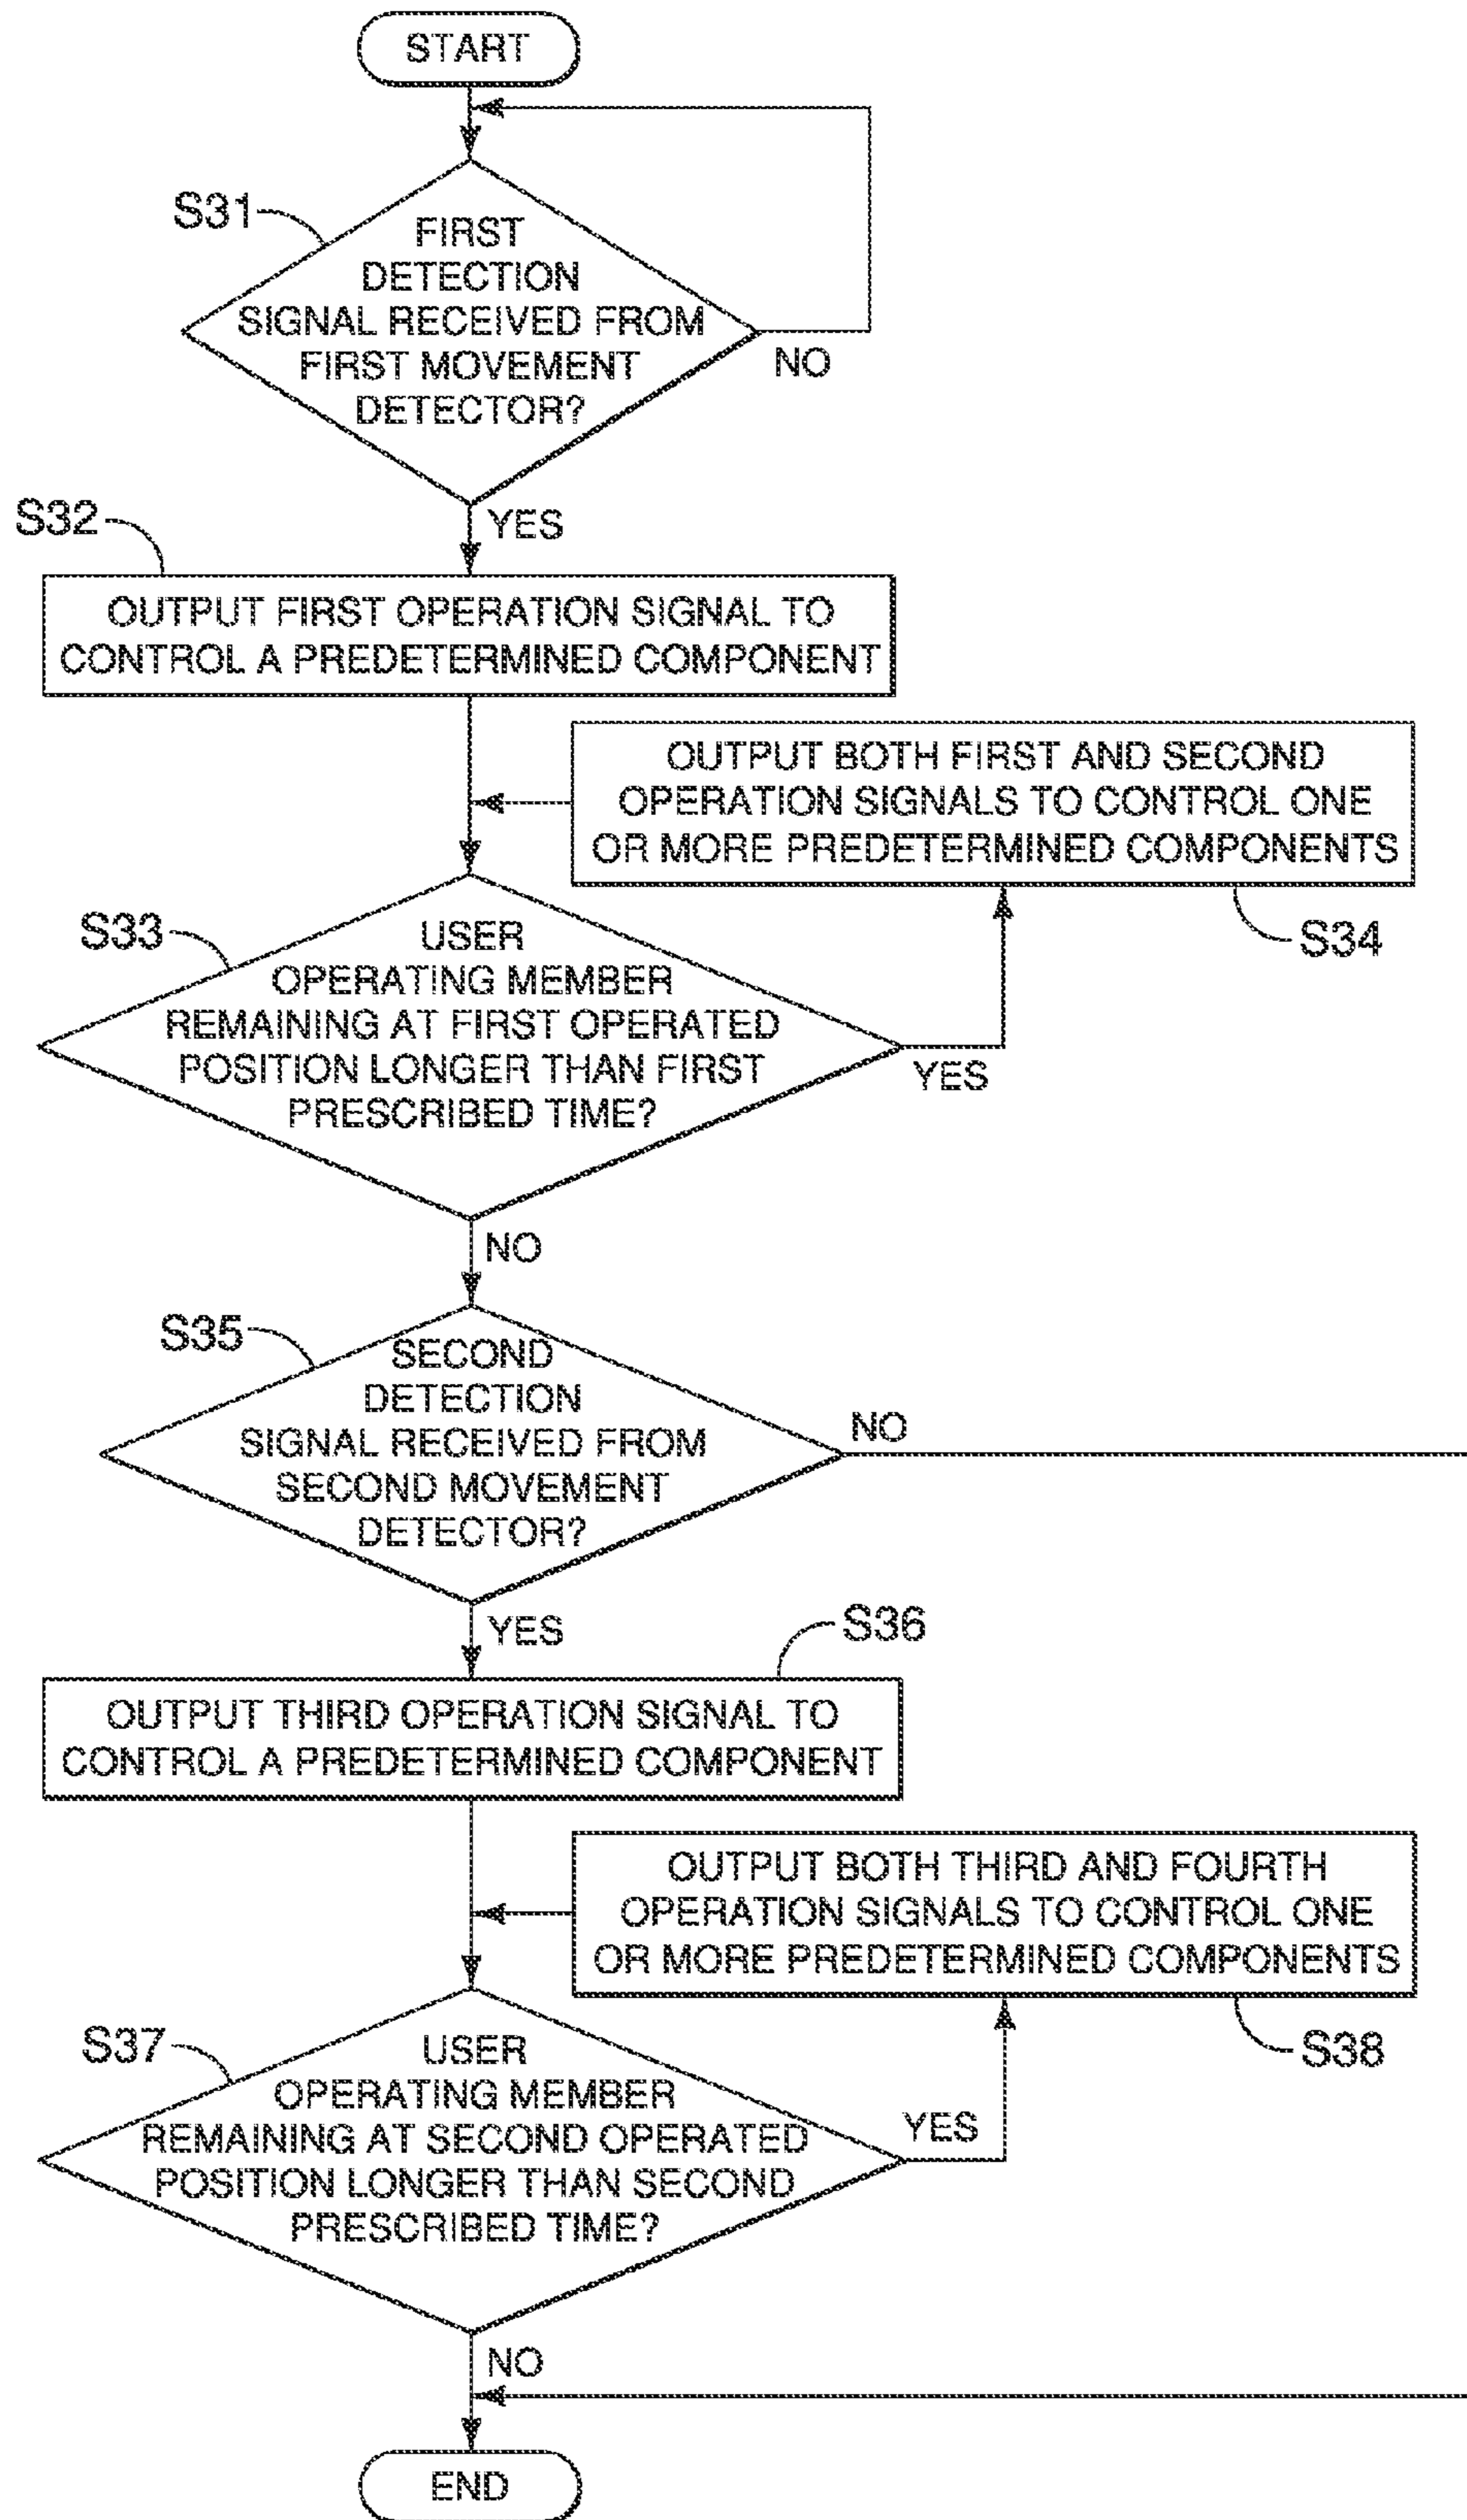 START
S31
FIRST
DETECTION
SIGNAL RECEIVED FROM
FIRST MOVEMENT
DETECTOR?
NO
S32
YES
OUTPUT FIRST OPERATION SIGNAL TO
CONTROL A PREDETERMINED COMPONENT
OUTPUT BOTH FIRST AND SECOND
OPERATION SIGNALS TO CONTROL ONE
OR MORE PREDETERMINED COMPONENTS
S34
S33
USER
OPERATING MEMBER
REMAINING AT FIRST OPERATED
POSITION LONGER THAN FIRST
PRESCRIBED TIME?
YES
NO
S35
SECOND
DETECTION
SIGNAL RECEIVED FROM
SECOND MOVEMENT
DETECTOR?
NO
YES
S36
OUTPUT THIRD OPERATION SIGNAL TO
CONTROL A PREDETERMINED COMPONENT
OUTPUT BOTH THIRD AND FOURTH
OPERATION SIGNALS TO CONTROL ONE
OR MORE PREDETERMINED COMPONENTS
S38
S37
USER
OPERATING MEMBER
REMAINING AT SECOND OPERATED
POSITION LONGER THAN SECOND
PRESCRIBED TIME?
YES
NO
END